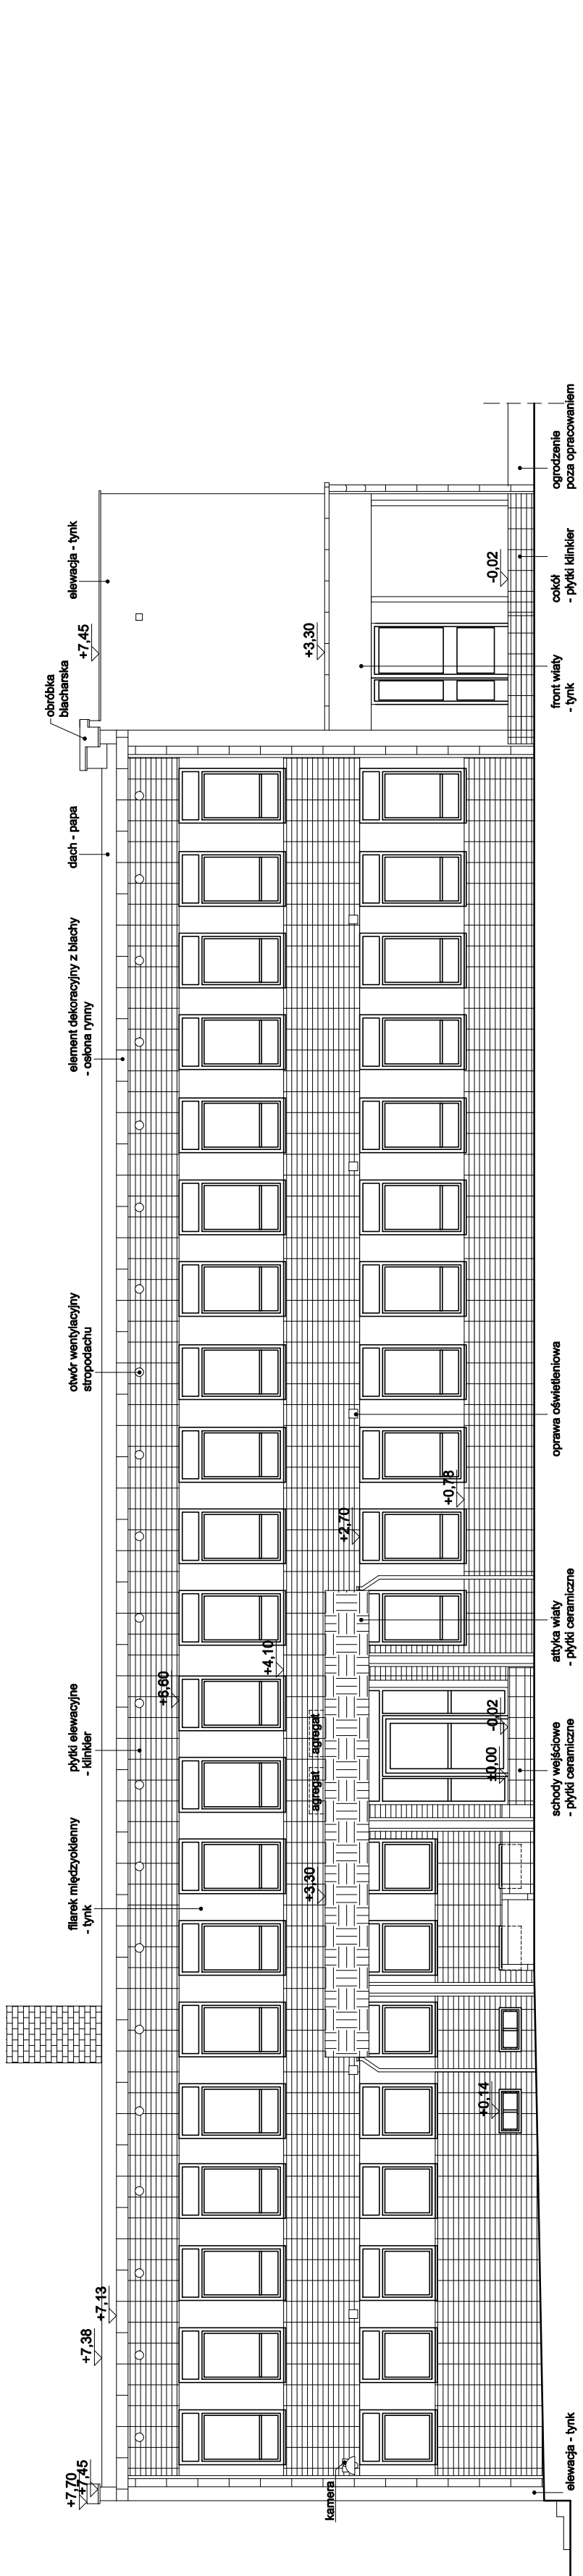 +7,70
+7,45
+7,38
+7,13
filarek międzyokienny
- tynk
płytki elewacyjne
- klinkier
otwór wentylacyjny
stropodachu
element dekoracyjny z blachy
- osłona rynny
dach - papa
obróbka
blacharska
+7,45
elewacja - tynk
+6,60
+4,10
+3,30
agregat
agregat
+3,30
+2,70
+0,78
kamera
+0,14
±0,00
-0,02
-0,02
elewacja - tynk
schody wejściowe
- płytki ceramiczne
attyka wiaty
- płytki ceramiczne
oprawa oświetleniowa
front wiaty
- tynk
cokół
- płytki klinkier
ogrodzenie
poza opracowaniem